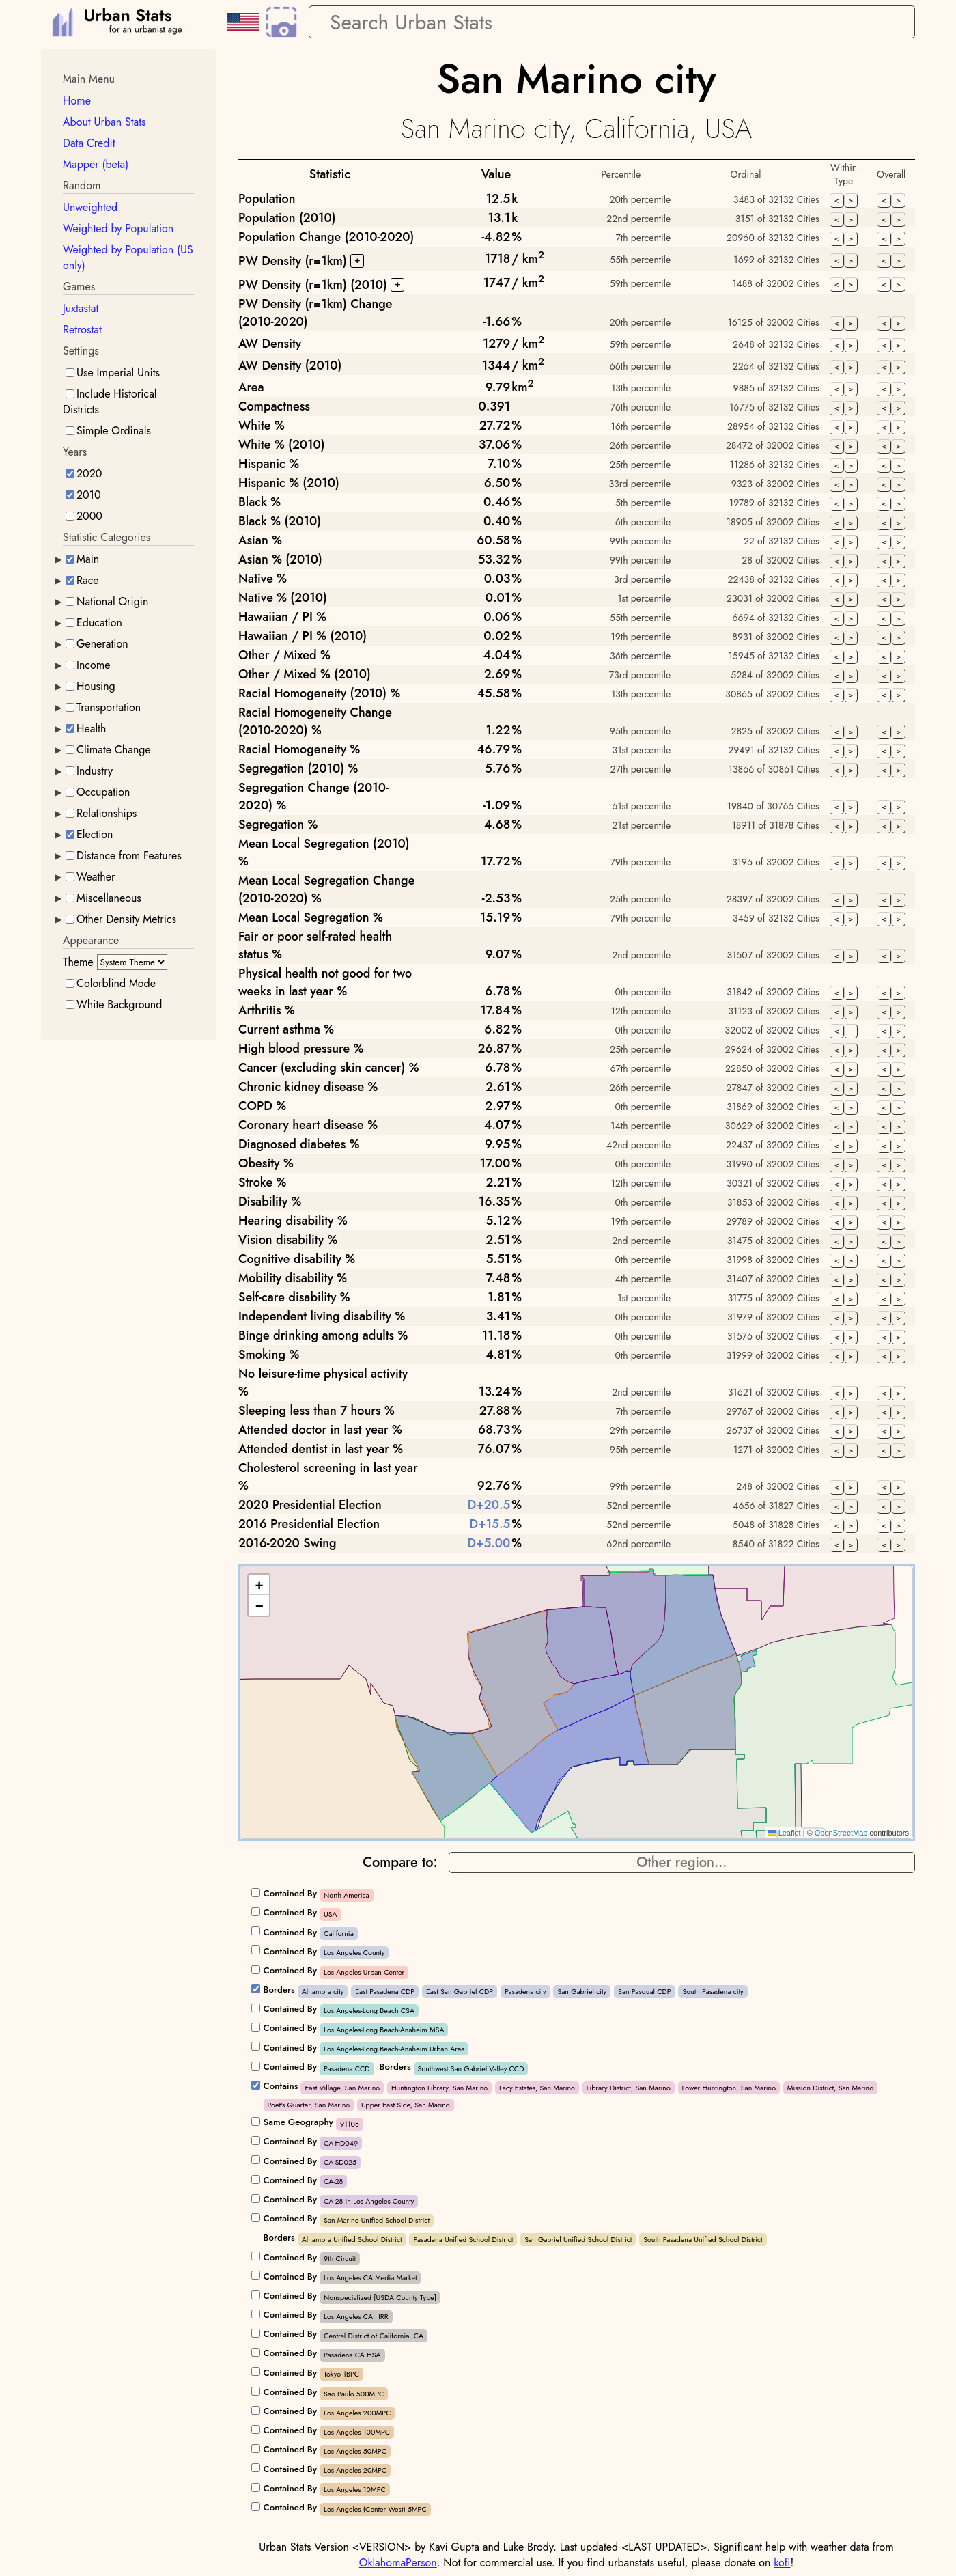 Urban Stats
for an urbanist age
Search Urban Stats
Main Menu
Home
About Urban Stats
Data Credit
Mapper (beta)
Random
Unweighted
Weighted by Population
Weighted by Population (US
only)
Games
Juxtastat
Retrostat
Settings
Use Imperial Units
Include Historical
Districts
Simple Ordinals
Years
2020
2010
2000
Statistic Categories
Main
Race
National Origin
Education
Generation
Income
Housing
Transportation
Health
Climate Change
Industry
Occupation
Relationships
Election
Distance from Features
Weather
Miscellaneous
Other Density Metrics
Appearance
Theme System Theme
Colorblind Mode
White Background
San Marino city
San Marino city, California, USA
Statistic Value Percentile Ordinal Within Type Overall
Population 12.5k 20th percentile 3483 of 32132 Cities < > < >
Population (2010) 13.1k 22nd percentile 3151 of 32132 Cities < > < >
Population Change (2010-2020) -4.82% 7th percentile 20960 of 32132 Cities < > < >
PW Density (r=1km) + 1718/ km2 55th percentile 1699 of 32132 Cities < > < >
PW Density (r=1km) (2010) + 1747/ km2 59th percentile 1488 of 32002 Cities < > < >
PW Density (r=1km) Change
(2010-2020) -1.66% 20th percentile 16125 of 32002 Cities < > < >
AW Density 1279/ km2 59th percentile 2648 of 32132 Cities < > < >
AW Density (2010) 1344/ km2 66th percentile 2264 of 32132 Cities < > < >
Area 9.79km2 13th percentile 9885 of 32132 Cities < > < >
Compactness 0.391 76th percentile 16775 of 32132 Cities < > < >
White % 27.72% 16th percentile 28954 of 32132 Cities < > < >
White % (2010) 37.06% 26th percentile 28472 of 32002 Cities < > < >
Hispanic % 7.10% 25th percentile 11286 of 32132 Cities < > < >
Hispanic % (2010) 6.50% 33rd percentile 9323 of 32002 Cities < > < >
Black % 0.46% 5th percentile 19789 of 32132 Cities < > < >
Black % (2010) 0.40% 6th percentile 18905 of 32002 Cities < > < >
Asian % 60.58% 99th percentile 22 of 32132 Cities < > < >
Asian % (2010) 53.32% 99th percentile 28 of 32002 Cities < > < >
Native % 0.03% 3rd percentile 22438 of 32132 Cities < > < >
Native % (2010) 0.01% 1st percentile 23031 of 32002 Cities < > < >
Hawaiian / PI % 0.06% 55th percentile 6694 of 32132 Cities < > < >
Hawaiian / PI % (2010) 0.02% 19th percentile 8931 of 32002 Cities < > < >
Other / Mixed % 4.04% 36th percentile 15945 of 32132 Cities < > < >
Other / Mixed % (2010) 2.69% 73rd percentile 5284 of 32002 Cities < > < >
Racial Homogeneity (2010) % 45.58% 13th percentile 30865 of 32002 Cities < > < >
Racial Homogeneity Change
(2010-2020) % 1.22% 95th percentile 2825 of 32002 Cities < > < >
Racial Homogeneity % 46.79% 31st percentile 29491 of 32132 Cities < > < >
Segregation (2010) % 5.76% 27th percentile 13866 of 30861 Cities < > < >
Segregation Change (2010-
2020) % -1.09% 61st percentile 19840 of 30765 Cities < > < >
Segregation % 4.68% 21st percentile 18911 of 31878 Cities < > < >
Mean Local Segregation (2010)
% 17.72% 79th percentile 3196 of 32002 Cities < > < >
Mean Local Segregation Change
(2010-2020) % -2.53% 25th percentile 28397 of 32002 Cities < > < >
Mean Local Segregation % 15.19% 79th percentile 3459 of 32132 Cities < > < >
Fair or poor self-rated health
status % 9.07% 2nd percentile 31507 of 32002 Cities < > < >
Physical health not good for two
weeks in last year % 6.78% 0th percentile 31842 of 32002 Cities < > < >
Arthritis % 17.84% 12th percentile 31123 of 32002 Cities < > < >
Current asthma % 6.82% 0th percentile 32002 of 32002 Cities < < >
High blood pressure % 26.87% 25th percentile 29624 of 32002 Cities < > < >
Cancer (excluding skin cancer) % 6.78% 67th percentile 22850 of 32002 Cities < > < >
Chronic kidney disease % 2.61% 26th percentile 27847 of 32002 Cities < > < >
COPD % 2.97% 0th percentile 31869 of 32002 Cities < > < >
Coronary heart disease % 4.07% 14th percentile 30629 of 32002 Cities < > < >
Diagnosed diabetes % 9.95% 42nd percentile 22437 of 32002 Cities < > < >
Obesity % 17.00% 0th percentile 31990 of 32002 Cities < > < >
Stroke % 2.21% 12th percentile 30321 of 32002 Cities < > < >
Disability % 16.35% 0th percentile 31853 of 32002 Cities < > < >
Hearing disability % 5.12% 19th percentile 29789 of 32002 Cities < > < >
Vision disability % 2.51% 2nd percentile 31475 of 32002 Cities < > < >
Cognitive disability % 5.51% 0th percentile 31998 of 32002 Cities < > < >
Mobility disability % 7.48% 4th percentile 31407 of 32002 Cities < > < >
Self-care disability % 1.81% 1st percentile 31775 of 32002 Cities < > < >
Independent living disability % 3.41% 0th percentile 31979 of 32002 Cities < > < >
Binge drinking among adults % 11.18% 0th percentile 31576 of 32002 Cities < > < >
Smoking % 4.81% 0th percentile 31999 of 32002 Cities < > < >
No leisure-time physical activity
% 13.24% 2nd percentile 31621 of 32002 Cities < > < >
Sleeping less than 7 hours % 27.88% 7th percentile 29767 of 32002 Cities < > < >
Attended doctor in last year % 68.73% 29th percentile 26737 of 32002 Cities < > < >
Attended dentist in last year % 76.07% 95th percentile 1271 of 32002 Cities < > < >
Cholesterol screening in last year
% 92.76% 99th percentile 248 of 32002 Cities < > < >
2020 Presidential Election D+20.5% 52nd percentile 4656 of 31827 Cities < > < >
2016 Presidential Election D+15.5% 52nd percentile 5048 of 31828 Cities < > < >
2016-2020 Swing D+5.00% 62nd percentile 8540 of 31822 Cities < > < >
+
−
Leaflet | © OpenStreetMap contributors
Compare to: Other region...
Contained By North America
Contained By USA
Contained By California
Contained By Los Angeles County
Contained By Los Angeles Urban Center
Borders Alhambra city East Pasadena CDP East San Gabriel CDP Pasadena city San Gabriel city San Pasqual CDP South Pasadena city
Contained By Los Angeles-Long Beach CSA
Contained By Los Angeles-Long Beach-Anaheim MSA
Contained By Los Angeles-Long Beach-Anaheim Urban Area
Contained By Pasadena CCD Borders Southwest San Gabriel Valley CCD
Contains East Village, San Marino Huntington Library, San Marino Lacy Estates, San Marino Library District, San Marino Lower Huntington, San Marino Mission District, San Marino
Poet's Quarter, San Marino Upper East Side, San Marino
Same Geography 91108
Contained By CA-HD049
Contained By CA-SD025
Contained By CA-28
Contained By CA-28 in Los Angeles County
Contained By San Marino Unified School District
Borders Alhambra Unified School District Pasadena Unified School District San Gabriel Unified School District South Pasadena Unified School District
Contained By 9th Circuit
Contained By Los Angeles CA Media Market
Contained By Nonspecialized [USDA County Type]
Contained By Los Angeles CA HRR
Contained By Central District of California, CA
Contained By Pasadena CA HSA
Contained By Tokyo 1BPC
Contained By São Paulo 500MPC
Contained By Los Angeles 200MPC
Contained By Los Angeles 100MPC
Contained By Los Angeles 50MPC
Contained By Los Angeles 20MPC
Contained By Los Angeles 10MPC
Contained By Los Angeles (Center West) 5MPC
Urban Stats Version <VERSION> by Kavi Gupta and Luke Brody. Last updated <LAST UPDATED>. Significant help with weather data from
OklahomaPerson. Not for commercial use. If you find urbanstats useful, please donate on kofi!